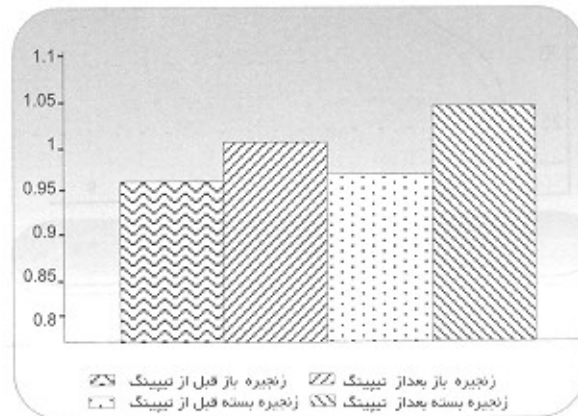 1.1
1.05
1
0.95
0.9
0.85
0.8
زنجیره باز قبل از تیپینگ
زنجیره باز بعداز تیپینگ
زنجیره بسته قبل از تیپینگ
زنجیره بسته بعداز تیپینگ